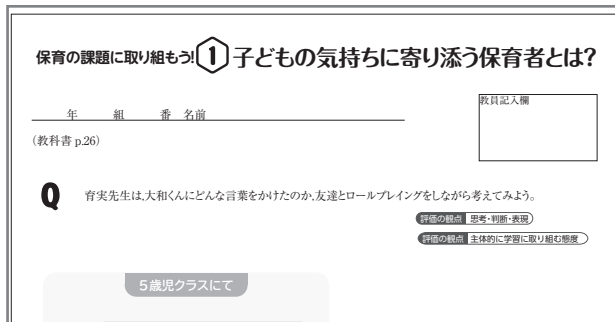 保育の課題に取り組もう!① 子どもの気持ちに寄り添う保育者とは?
教員記入欄
年 組 番 名前
(教科書 p.26)
Q 育実先生は、大和くんにどんな言葉をかけたのか、友達とロールプレイングをしながら考えてみよう。
評価の観点 思考・判断・表現
評価の観点 主体的に学習に取り組む態度
5歳児クラスにて